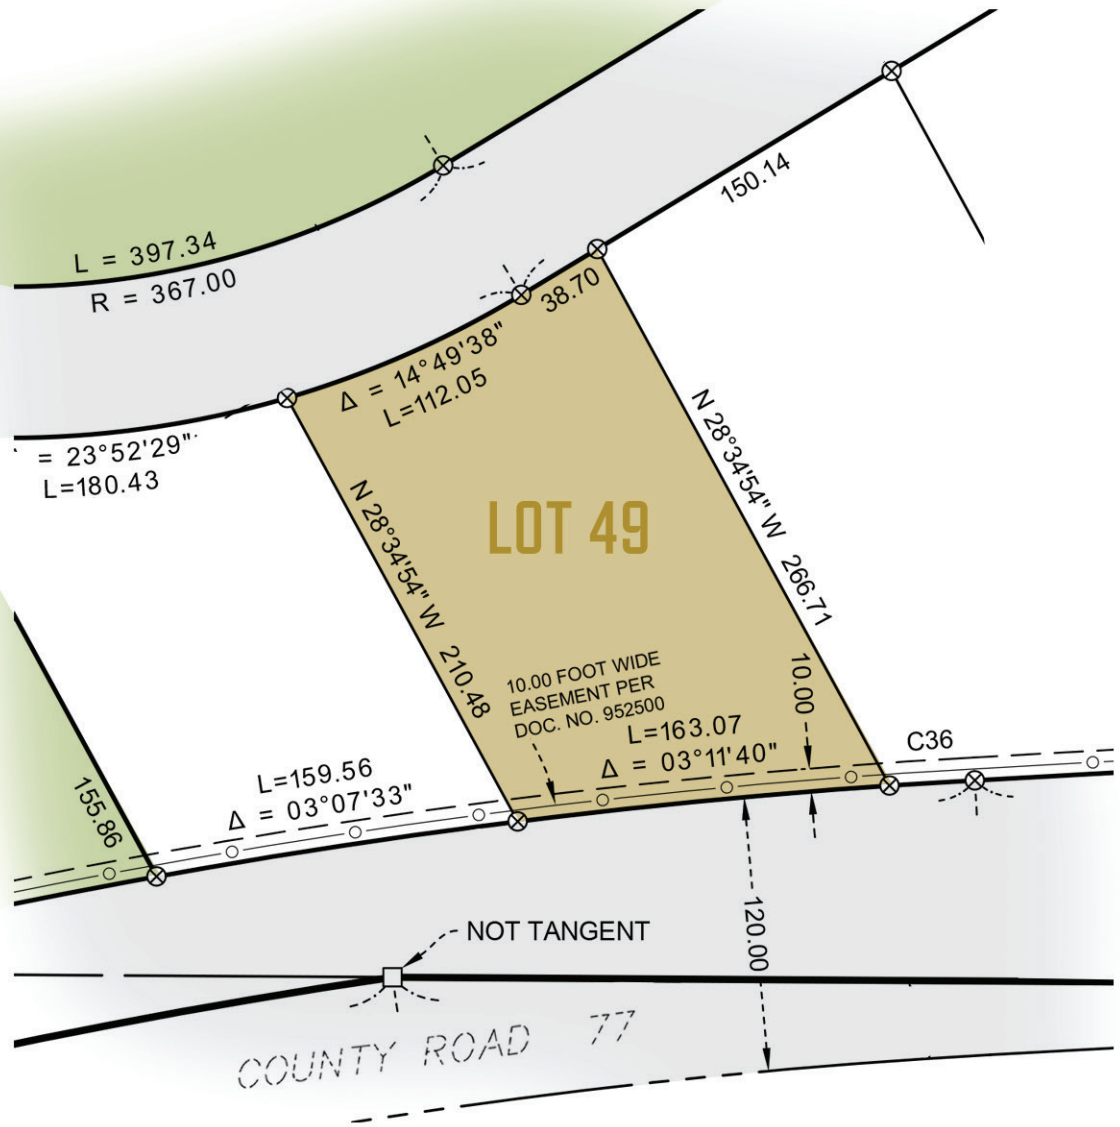 L = 397.34
R = 367.00
150.14
38.70
Δ = 14°49'38"
L=112.05
= 23°52'29"
L=180.43
N 28°34'54" W 210.48
N 28°34'54" W 266.71
LOT 49
10.00 FOOT WIDE
EASEMENT PER
DOC. NO. 952500
10.00
L=163.07
Δ = 03°11'40"
C36
L=159.56
Δ = 03°07'33"
155.86
NOT TANGENT
120.00
COUNTY ROAD 77